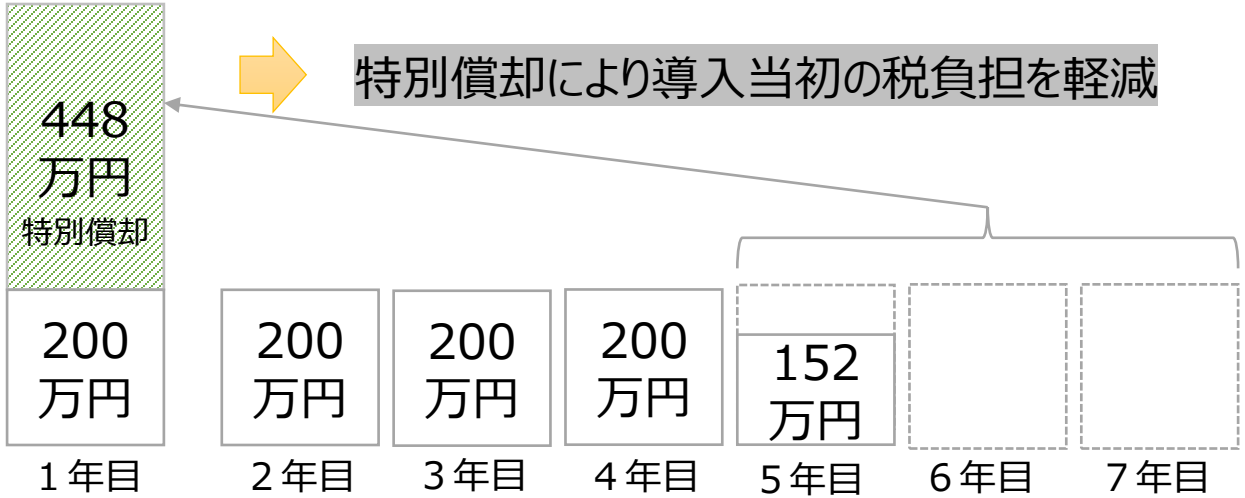 特別償却により導入当初の税負担を軽減
448
万円
特別償却
200
万円
200
万円
200
万円
200
万円
152
万円
１年目
２年目
３年目
４年目
５年目
６年目
７年目